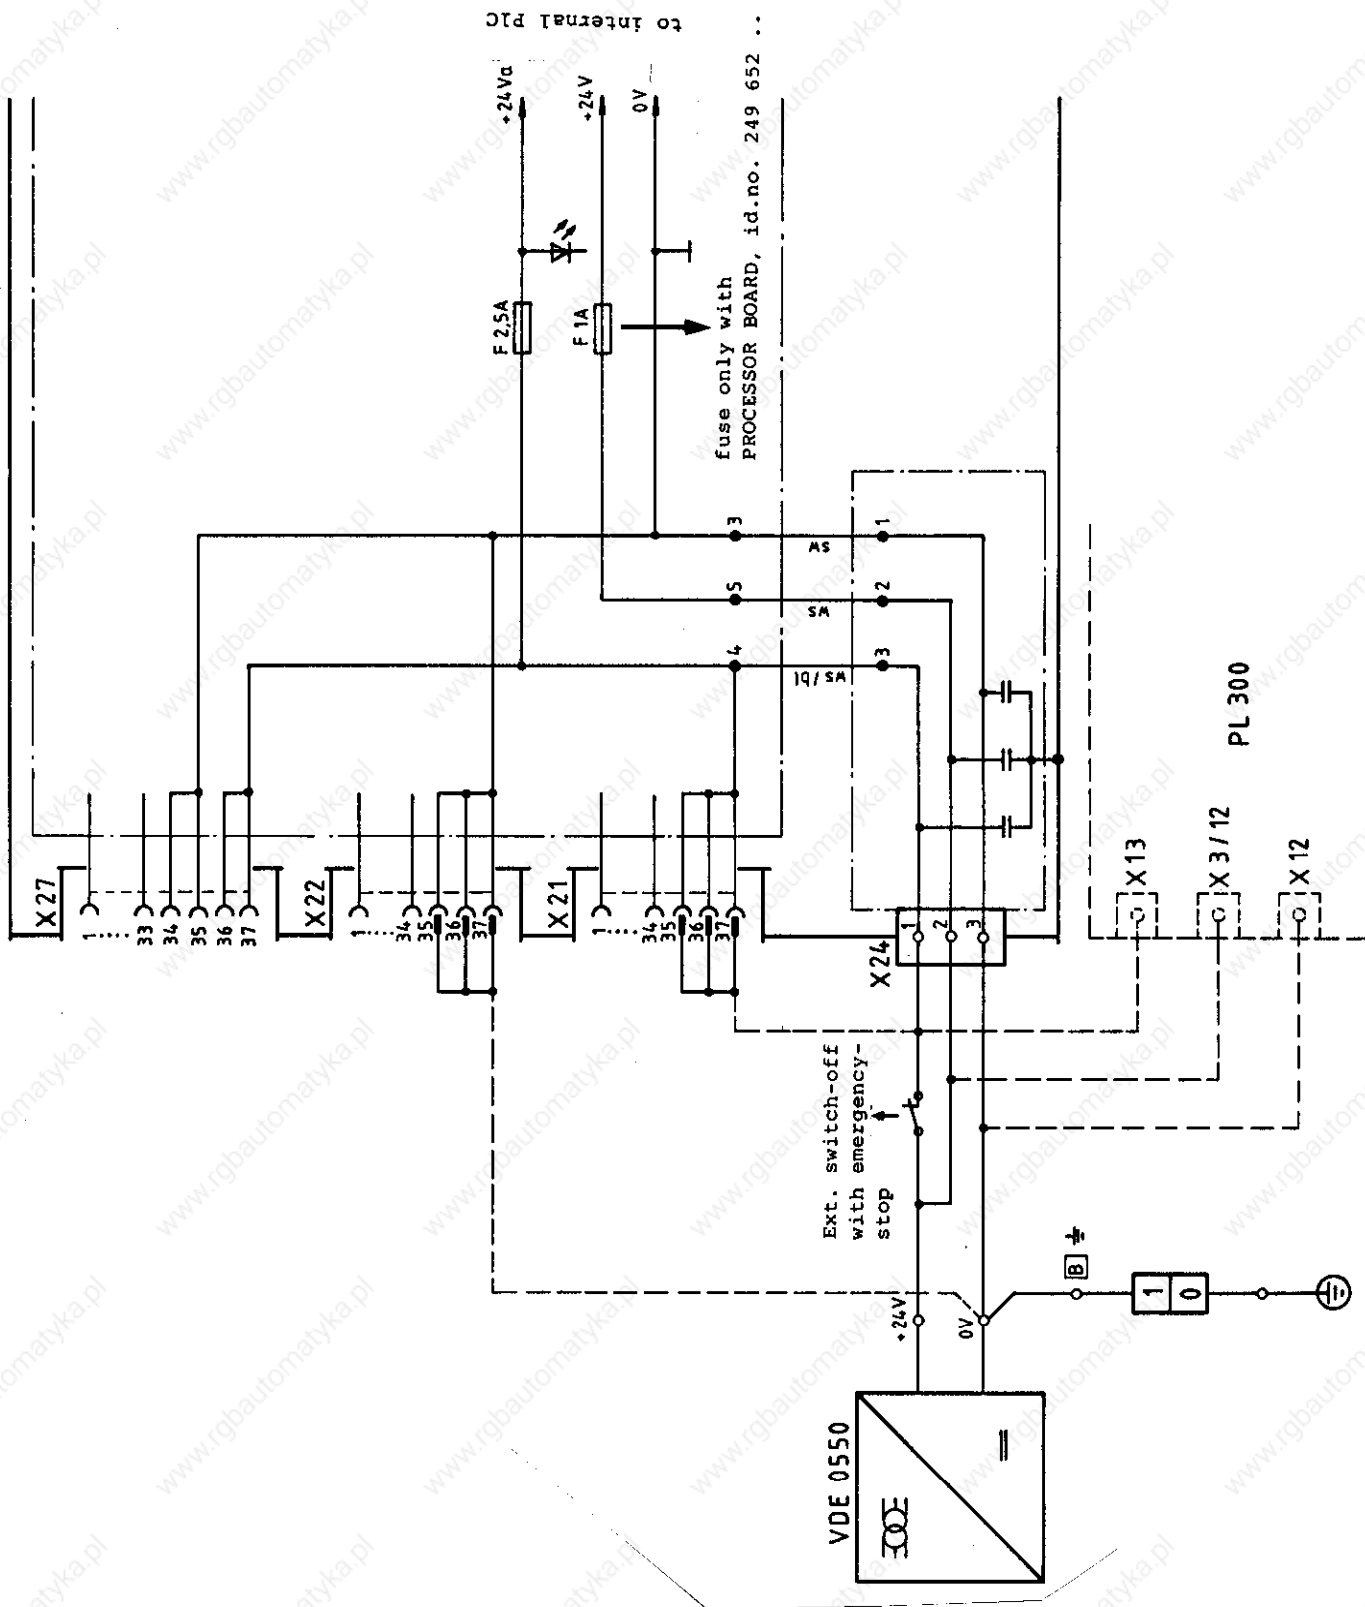 to internal PLC
+24Va
+24V
0V
F 2,5A
F 1A
fuse only with
PROCESSOR BOARD, id.no. 249 652 ..
X27
1
33
34
35
36
37
X22
1
34
35
36
37
X21
1
34
35
36
37
3
sw
1
5
ws
2
4
ws/bl
3
X24
1
2
3
PL 300
X13
X 3/12
X12
Ext. switch-off
with emergency-
stop
+24V
0V
B
1
0
VDE 0550
www.rgbautomatyka.pl